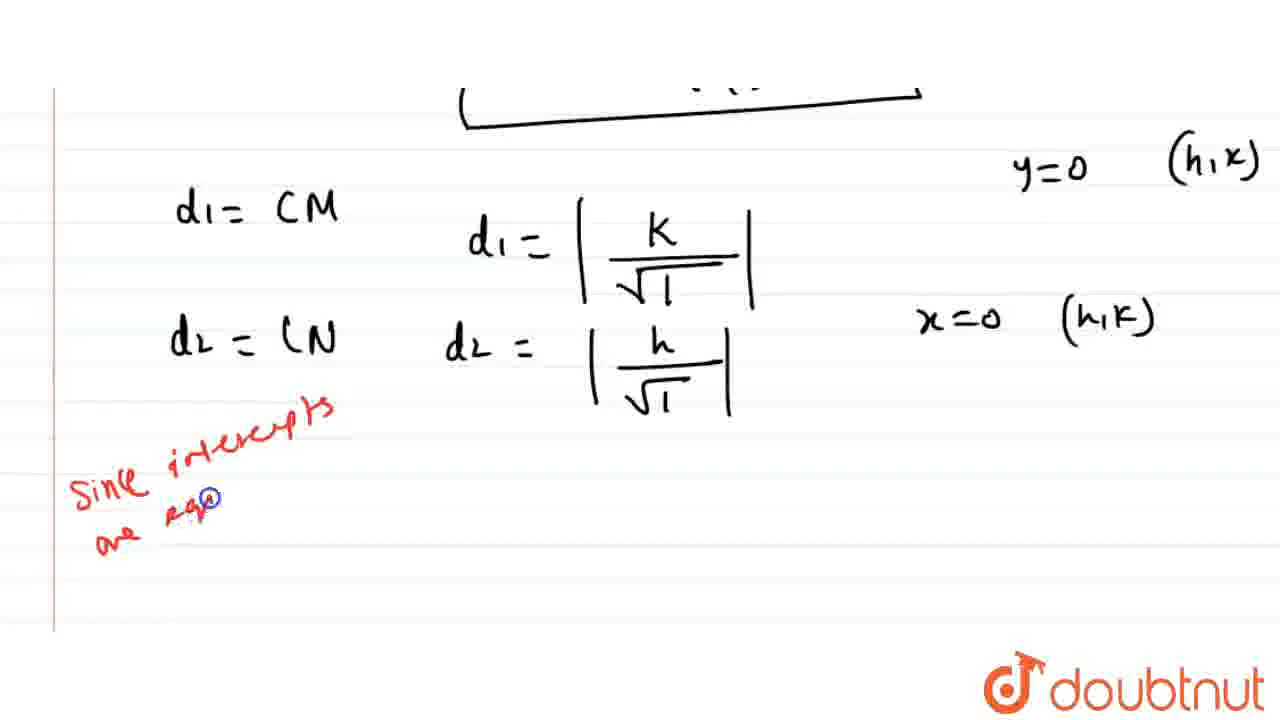 y=0 (h,k)
d1= CM d1= | K / √1 |
x=0 (h,k)
d2= CN d2= | h / √1 |
Since intercepts
are equ
doubtnut